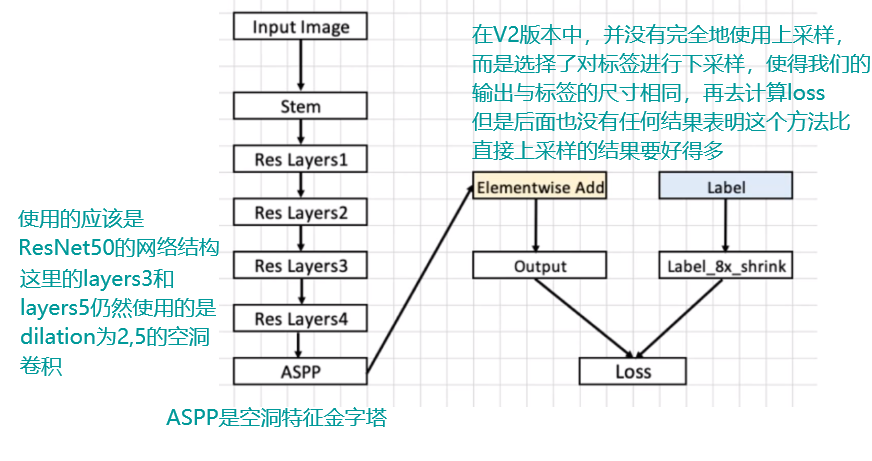 Input Image
Stem
Res Layers1
Res Layers2
Res Layers3
Res Layers4
ASPP
在V2版本中，并没有完全地使用上采样，
而是选择了对标签进行下采样，使得我们的
输出与标签的尺寸相同，再去计算loss
但是后面也没有任何结果表明这个方法比
直接上采样的结果要好得多
Elementwise Add
Label
Output
Label_8x_shrink
Loss
使用的应该是
ResNet50的网络结构
这里的layers3和
layers5仍然使用的是
dilation为2,5的空洞
卷积
ASPP是空洞特征金字塔